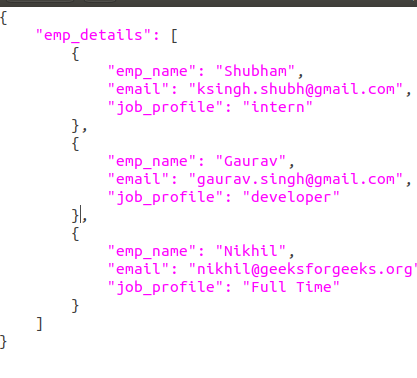 {
    "emp_details": [
        {
            "emp_name": "Shubham",
            "email": "ksingh.shubh@gmail.com",
            "job_profile": "intern"
        },
        {
            "emp_name": "Gaurav",
            "email": "gaurav.singh@gmail.com",
            "job_profile": "developer"
        },
        {
            "emp_name": "Nikhil",
            "email": "nikhil@geeksforgeeks.org"
            "job_profile": "Full Time"
        }
    ]
}